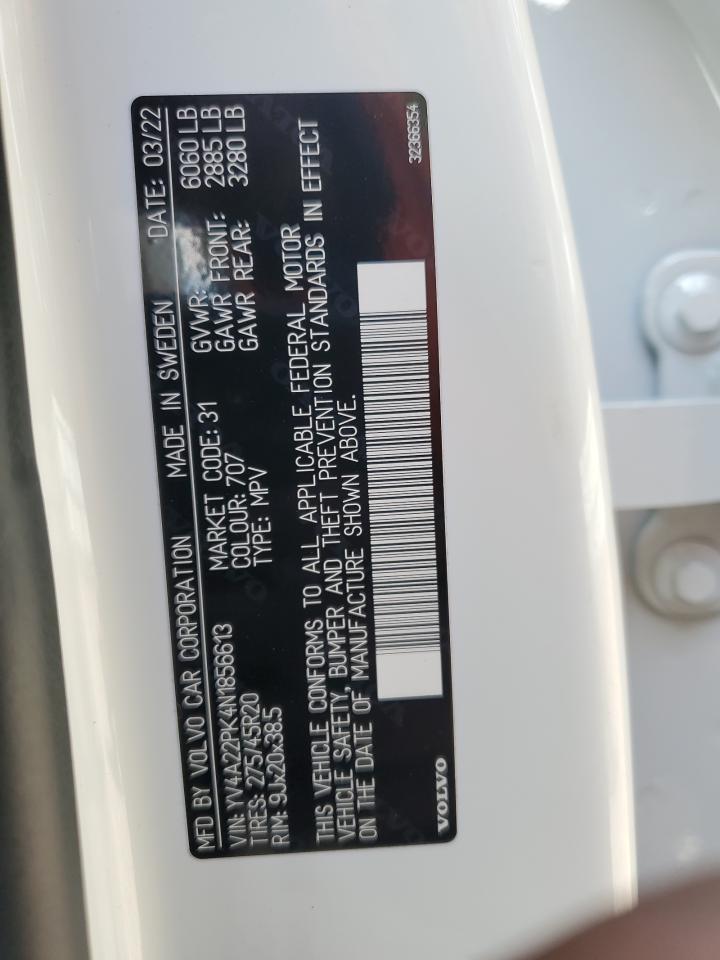 MFD BY VOLVO CAR CORPORATION MADE IN SWEDEN DATE: 03/22
VIN: YV4A22PK4N1856613 MARKET CODE: 31 GVWR: 6060 LB
TIRES: 275/45R20 COLOUR: 707 GAWR FRONT: 2885 LB
RIM: 9Jx20x38.5 TYPE: MPV GAWR REAR: 3280 LB
THIS VEHICLE CONFORMS TO ALL APPLICABLE FEDERAL MOTOR
VEHICLE SAFETY, BUMPER AND THEFT PREVENTION STANDARDS IN EFFECT
ON THE DATE OF MANUFACTURE SHOWN ABOVE.
VOLVO 32366354